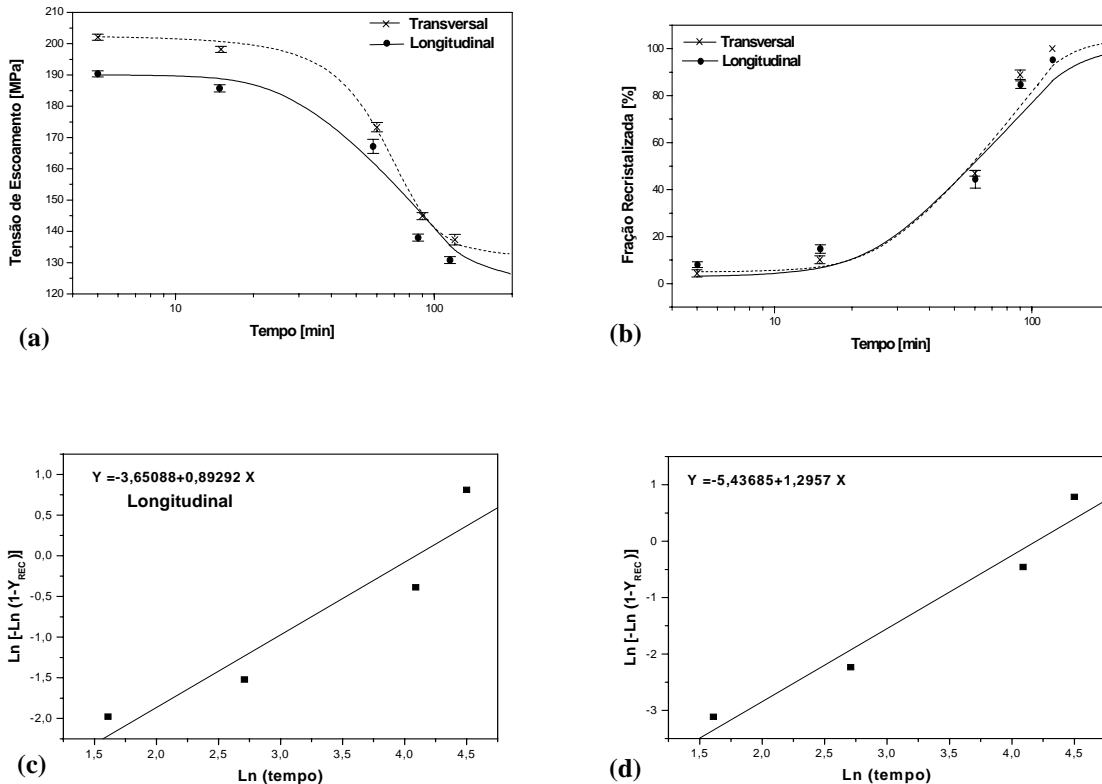 210
200
190
180
170
160
150
140
130
120
Tensão de Escoamento [MPa]
Transversal
Longitudinal
10
100
Tempo [min]
(a)
100
80
60
40
20
0
Fração Recristalizada [%]
Transversal
Longitudinal
10
100
Tempo [min]
(b)
1,0
0,5
0,0
-0,5
-1,0
-1,5
-2,0
Ln [-Ln (1-Y_REC)]
Y =-3,65088+0,89292 X
Longitudinal
1,5 2,0 2,5 3,0 3,5 4,0 4,5
Ln (tempo)
(c)
1
0
-1
-2
-3
Ln [-Ln (1-Y_REC)]
Y =-5,43685+1,2957 X
1,5 2,0 2,5 3,0 3,5 4,0 4,5
Ln (tempo)
(d)